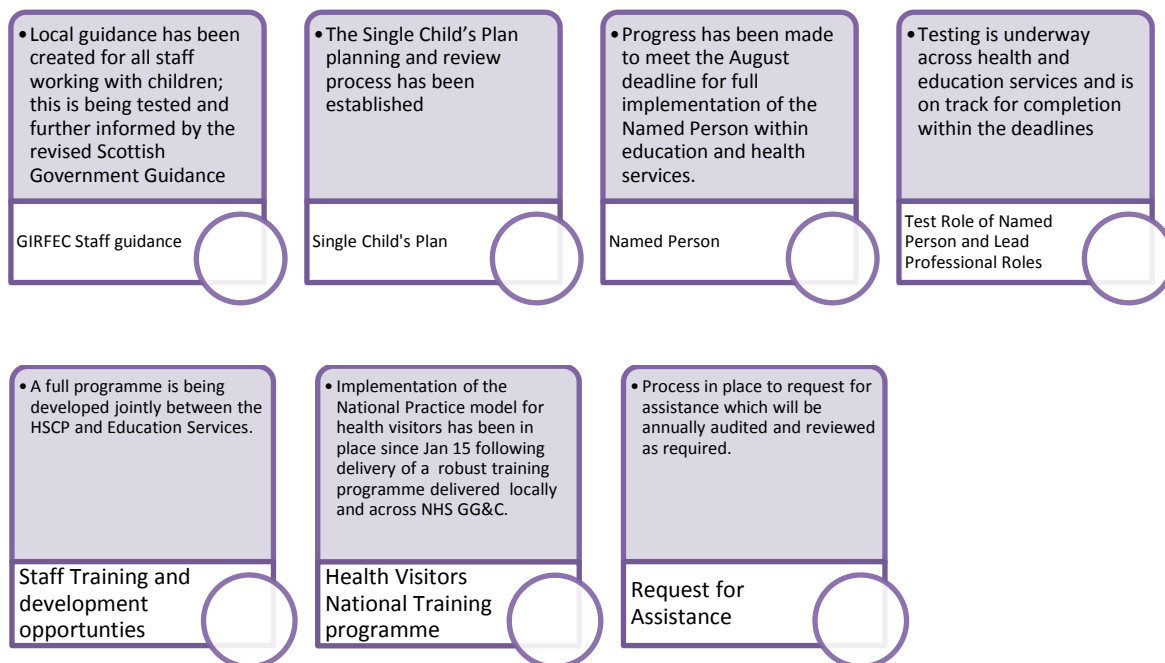 •Local guidance has been
created for all staff
working with children;
this is being tested and
further informed by the
revised Scottish
Government Guidance
GIRFEC Staff guidance
•The Single Child’s Plan
planning and review
process has been
established
Single Child's Plan
•Progress has been made
to meet the August
deadline for full
implementation of the
Named Person within
education and health
services.
Named Person
•Testing is underway
across health and
education services and is
on track for completion
within the deadlines
Test Role of Named
Person and Lead
Professional Roles
• A full programme is being
developed jointly between the
HSCP and Education Services.
Staff Training and
development
opportunties
• Implementation of the
National Practice model for
health visitors has been in
place since Jan 15 following
delivery of a robust training
programme delivered locally
and across NHS GG&C.
Health Visitors
National Training
programme
• Process in place to request for
assistance which will be
annually audited and reviewed
as required.
Request for
Assistance